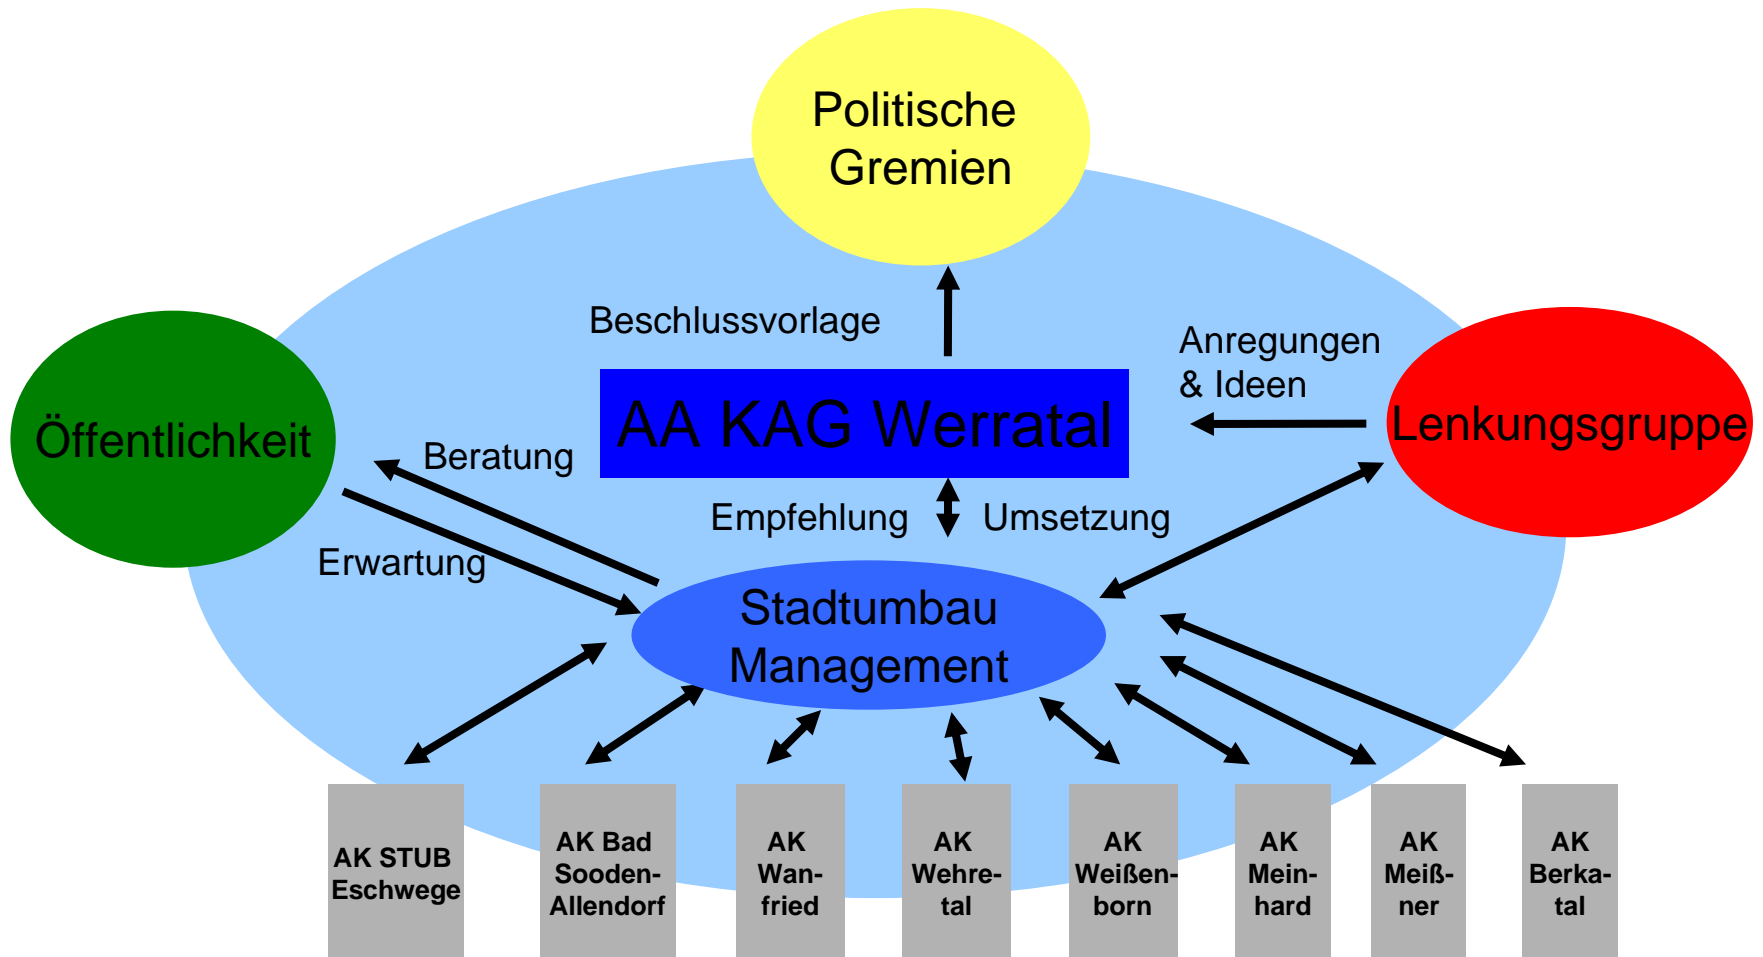 Politische
Gremien
Beschlussvorlage
Anregungen
& Ideen
AA KAG Werratal
Öffentlichkeit
Lenkungsgruppe
Beratung
Empfehlung
Umsetzung
Erwartung
Stadtumbau
Management
AK STUB
Eschwege
AK Bad
Sooden-
Allendorf
AK
Wan-
fried
AK
Wehre-
tal
AK
Weißen-
born
AK
Mein-
hard
AK
Meiß-
ner
AK
Berka-
tal